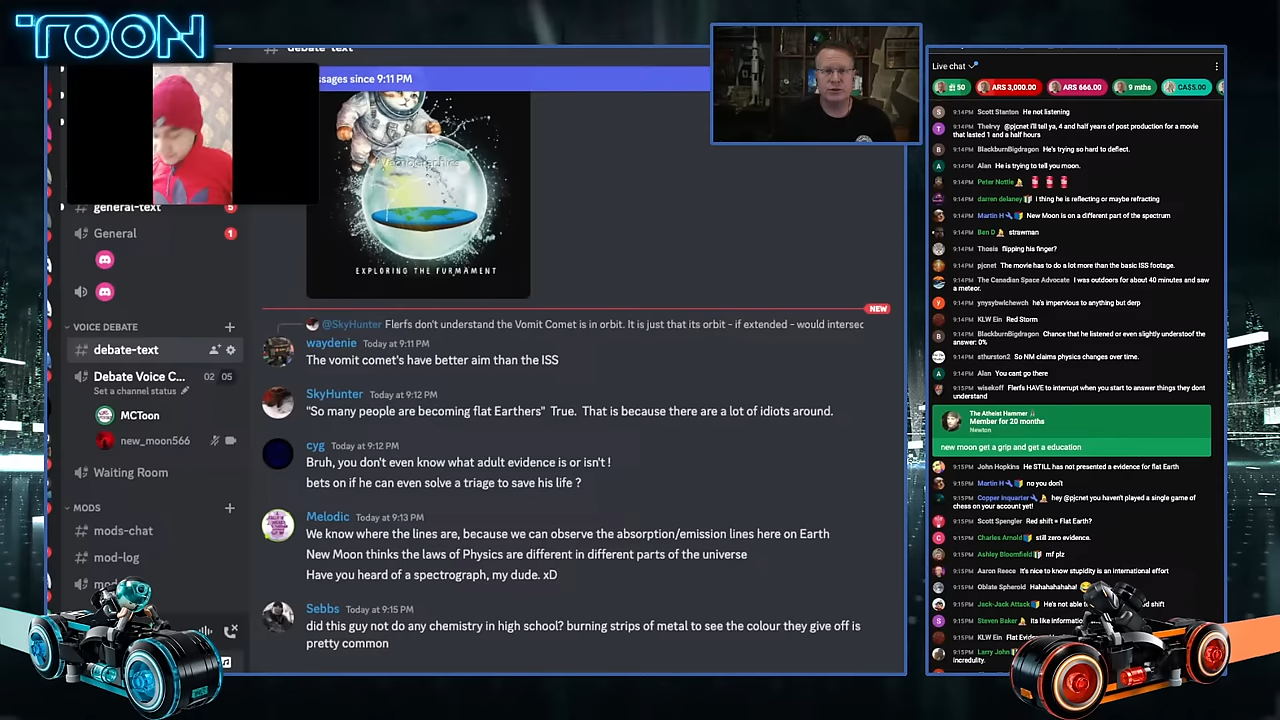 TOON
debate-text
ssages since 9:11 PM
general-text
5
General
1
VOICE DEBATE
debate-text
Debate Voice C...
02 05
Set a channel status
MCToon
new_moon566
Waiting Room
MODS
mods-chat
mod-log
EXPLORING THE FURMAMENT
NEW
@SkyHunter Flerfs don't understand the Vomit Comet is in orbit. It is just that its orbit - if extended - would intersec
waydenie Today at 9:11 PM
The vomit comet's have better aim than the ISS
SkyHunter Today at 9:12 PM
"So many people are becoming flat Earthers" True. That is because there are a lot of idiots around.
cyg Today at 9:12 PM
Bruh, you don't even know what adult evidence is or isn't !
bets on if he can even solve a triage to save his life ?
Melodic Today at 9:13 PM
We know where the lines are, because we can observe the absorption/emission lines here on Earth
New Moon thinks the laws of Physics are different in different parts of the universe
Have you heard of a spectrograph, my dude. xD
Sebbs Today at 9:15 PM
did this guy not do any chemistry in high school? burning strips of metal to see the colour they give off is
pretty common
Live chat
50 ARS 3,000.00 ARS 666.00 9 mths CA$5.00
9:14PM Scott Stanton He not listening
9:14PM TheIrvy @pjcnet I'll tell ya, 4 and half years of post production for a movie
that lasted 1 and a half hours
9:14PM BlackburnBigdragon He's trying so hard to deflect.
9:14PM Alan He is trying to tell you moon.
9:14PM Peter Nottle
9:14PM darren delaney I thing he is reflecting or maybe refracting
9:14PM Martin H New Moon is on a different part of the spectrum
9:14PM Ben D strawman
9:14PM Thosis flipping his finger?
9:14PM pjcnet The movie has to do a lot more than the basic ISS footage.
9:14PM The Canadian Space Advocate I was outdoors for about 40 minutes and saw
a meteor.
9:14PM ynysybwlchewch he's impervious to anything but derp
9:14PM KLW Ein Red Storm
9:14PM BlackburnBigdragon Chance that he listened or even slightly understoof the
answer: 0%
9:14PM sthurston2 So NM claims physics changes over time.
9:14PM Alan You cant go there
9:15PM wisekoff Flerfs HAVE to interrupt when you start to answer things they dont
understand
The Atheist Hammer
Member for 20 months
Newton
new moon get a grip and get a education
9:15PM John Hopkins He STILL has not presented a evidence for flat Earth
9:15PM Martin H no you don't
9:15PM Copper Inquarter hey @pjcnet you haven't played a single game of
chess on your account yet!
9:15PM Scott Spengler Red shift = Flat Earth?
9:15PM Charles Arnold still zero evidence.
9:15PM Ashley Bloomfield mf plz
9:15PM Aaron Reece It's nice to know stupidity is an international effort
9:15PM Oblate Spheroid Hahahahahaha!
9:15PM Jack-Jack Attack He's not able shift
9:15PM Steven Baker its like
9:15PM KLW Ein Flat
9:15PM Larry John
incredulity.